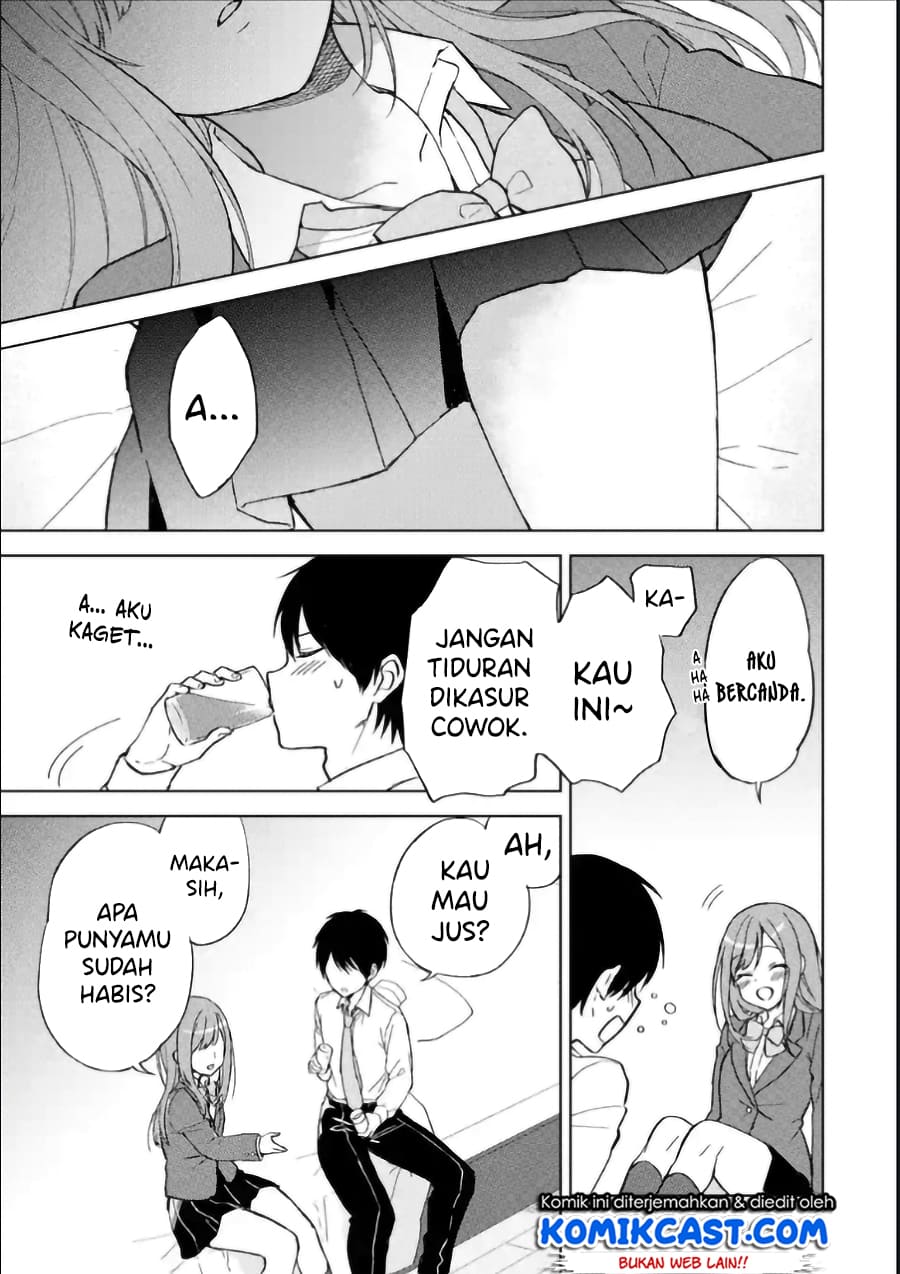 A...
AKU
BERCANDA.
A
HA
HA
KA-
KAU
INI~
JANGAN
TIDURAN
DIKASUR
COWOK.
A... AKU
KAGET...
AH,
KAU
MAU
JUS?
MAKA-
SIH,
APA
PUNYAMU
SUDAH
HABIS?
Komik ini diterjemahkan & diedit oleh
KOMIKCAST.COM
BUKAN WEB LAIN!!